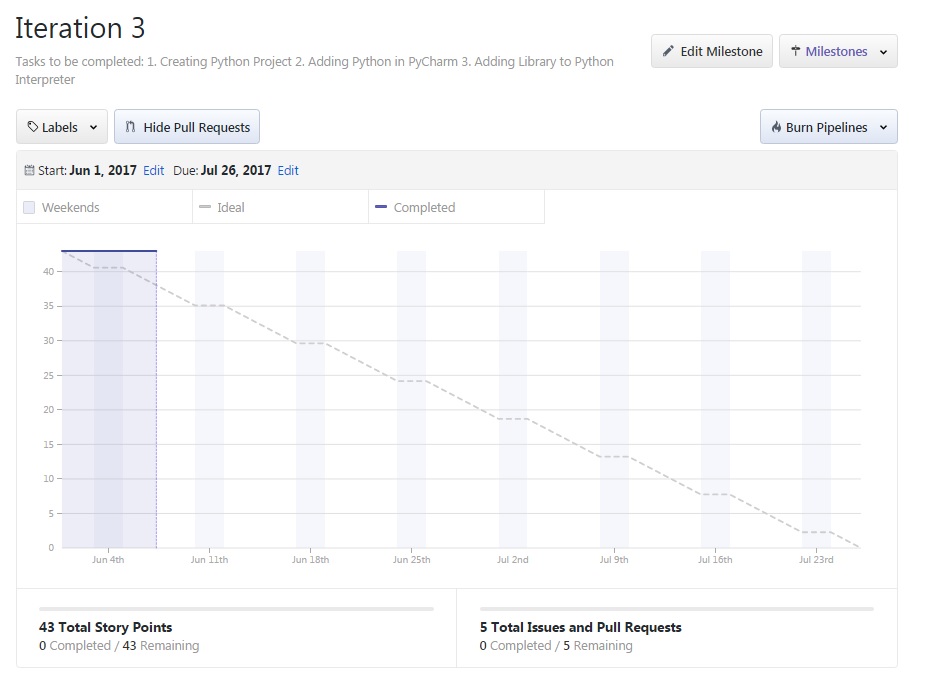 Iteration 3
Tasks to be completed: 1. Creating Python Project 2. Adding Python in PyCharm 3. Adding Library to Python
Interpreter
Edit Milestone
Milestones
Labels
Hide Pull Requests
Burn Pipelines
Start: Jun 1, 2017 Edit Due: Jul 26, 2017 Edit
Weekends
Ideal
Completed
40
35
30
25
20
15
10
5
0
Jun 4th
Jun 11th
Jun 18th
Jun 25th
Jul 2nd
Jul 9th
Jul 16th
Jul 23rd
43 Total Story Points
0 Completed / 43 Remaining
5 Total Issues and Pull Requests
0 Completed / 5 Remaining